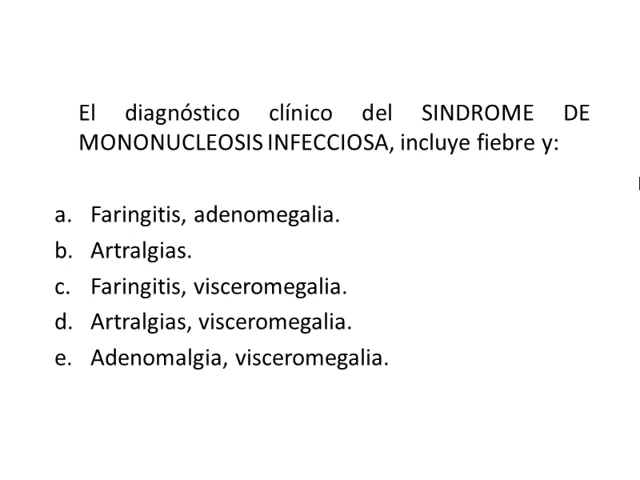 El diagnóstico clínico del SINDROME DE
MONONUCLEOSIS INFECCIOSA, incluye fiebre y:
a. Faringitis, adenomegalia.
b. Artralgias.
c. Faringitis, visceromegalia.
d. Artralgias, visceromegalia.
e. Adenomalgia, visceromegalia.